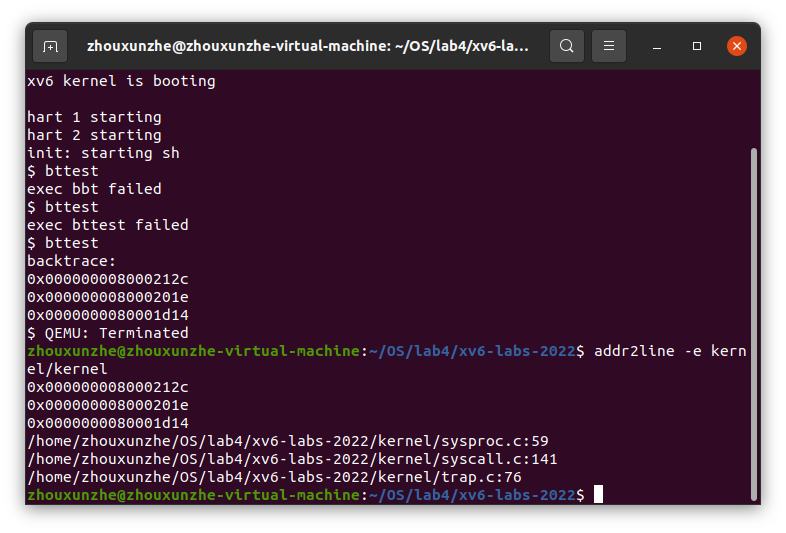 zhouxunzhe@zhouxunzhe-virtual-machine: ~/OS/lab4/xv6-la…
xv6 kernel is booting
hart 1 starting
hart 2 starting
init: starting sh
$ bttest
exec bbt failed
$ bttest
exec bttest failed
$ bttest
backtrace:
0x000000008000212c
0x000000008000201e
0x0000000080001d14
$ QEMU: Terminated
zhouxunzhe@zhouxunzhe-virtual-machine:~/OS/lab4/xv6-labs-2022$ addr2line -e kern
el/kernel
0x000000008000212c
0x000000008000201e
0x0000000080001d14
/home/zhouxunzhe/OS/lab4/xv6-labs-2022/kernel/sysproc.c:59
/home/zhouxunzhe/OS/lab4/xv6-labs-2022/kernel/syscall.c:141
/home/zhouxunzhe/OS/lab4/xv6-labs-2022/kernel/trap.c:76
zhouxunzhe@zhouxunzhe-virtual-machine:~/OS/lab4/xv6-labs-2022$